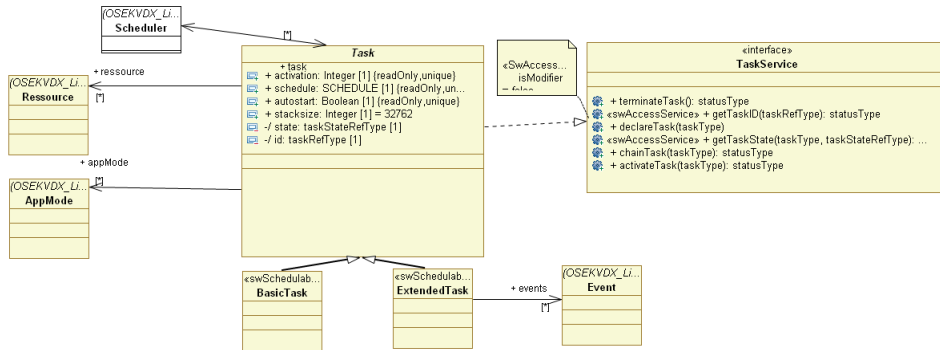 (OSEKVDX_Li...
Scheduler
[*]
Task
+ task
+ activation: Integer [1] {readOnly,unique}
+ schedule: SCHEDULE [1] {readOnly,un...
+ autostart: Boolean [1] {readOnly,unique}
+ stacksize: Integer [1] = 32762
-/ state: taskStateRefType [1]
-/ id: taskRefType [1]
+ ressource
(OSEKVDX_Li...
Ressource
[*]
+ appMode
(OSEKVDX_Li...
AppMode
[*]
«SwAccess...
isModifier
= false
«interface»
TaskService
+ terminateTask(): statusType
«swAccessService» + getTaskID(taskRefType): statusType
+ declareTask(taskType)
«swAccessService» + getTaskState(taskType, taskStateRefType): ...
+ chainTask(taskType): statusType
+ activateTask(taskType): statusType
«swSchedulab...
BasicTask
«swSchedulab...
ExtendedTask
+ events
[*]
(OSEKVDX_Li...
Event